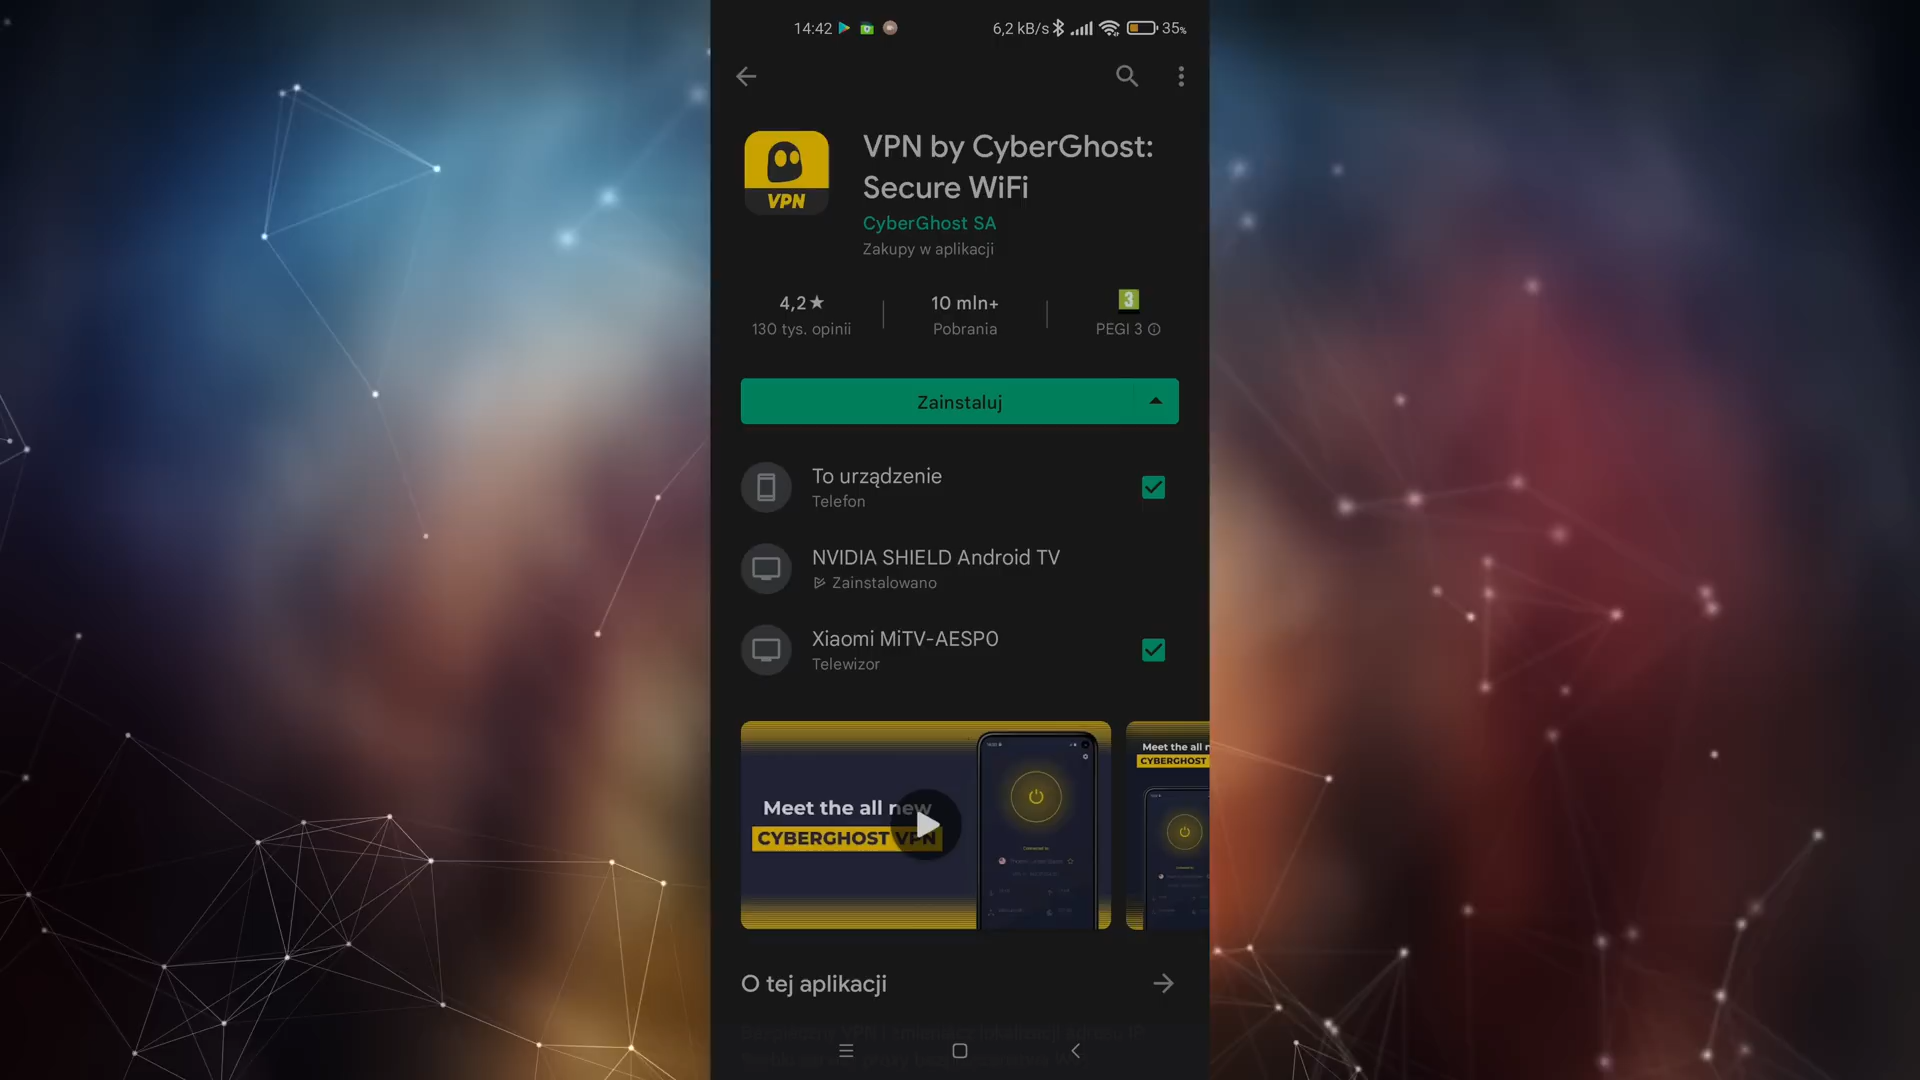 14:42
6,2 kB/s
35%
VPN by CyberGhost:
Secure WiFi
VPN
CyberGhost SA
Zakupy w aplikacji
4,2★
10 mln+
3
130 tys. opinii
Pobrania
PEGI 3
Zainstaluj
To urządzenie
Telefon
NVIDIA SHIELD Android TV
Zainstalowano
Xiaomi MiTV-AESP0
Telewizor
Meet the all new
CYBERGHOST VPN
Meet the all n
CYBERGHOST
O tej aplikacji